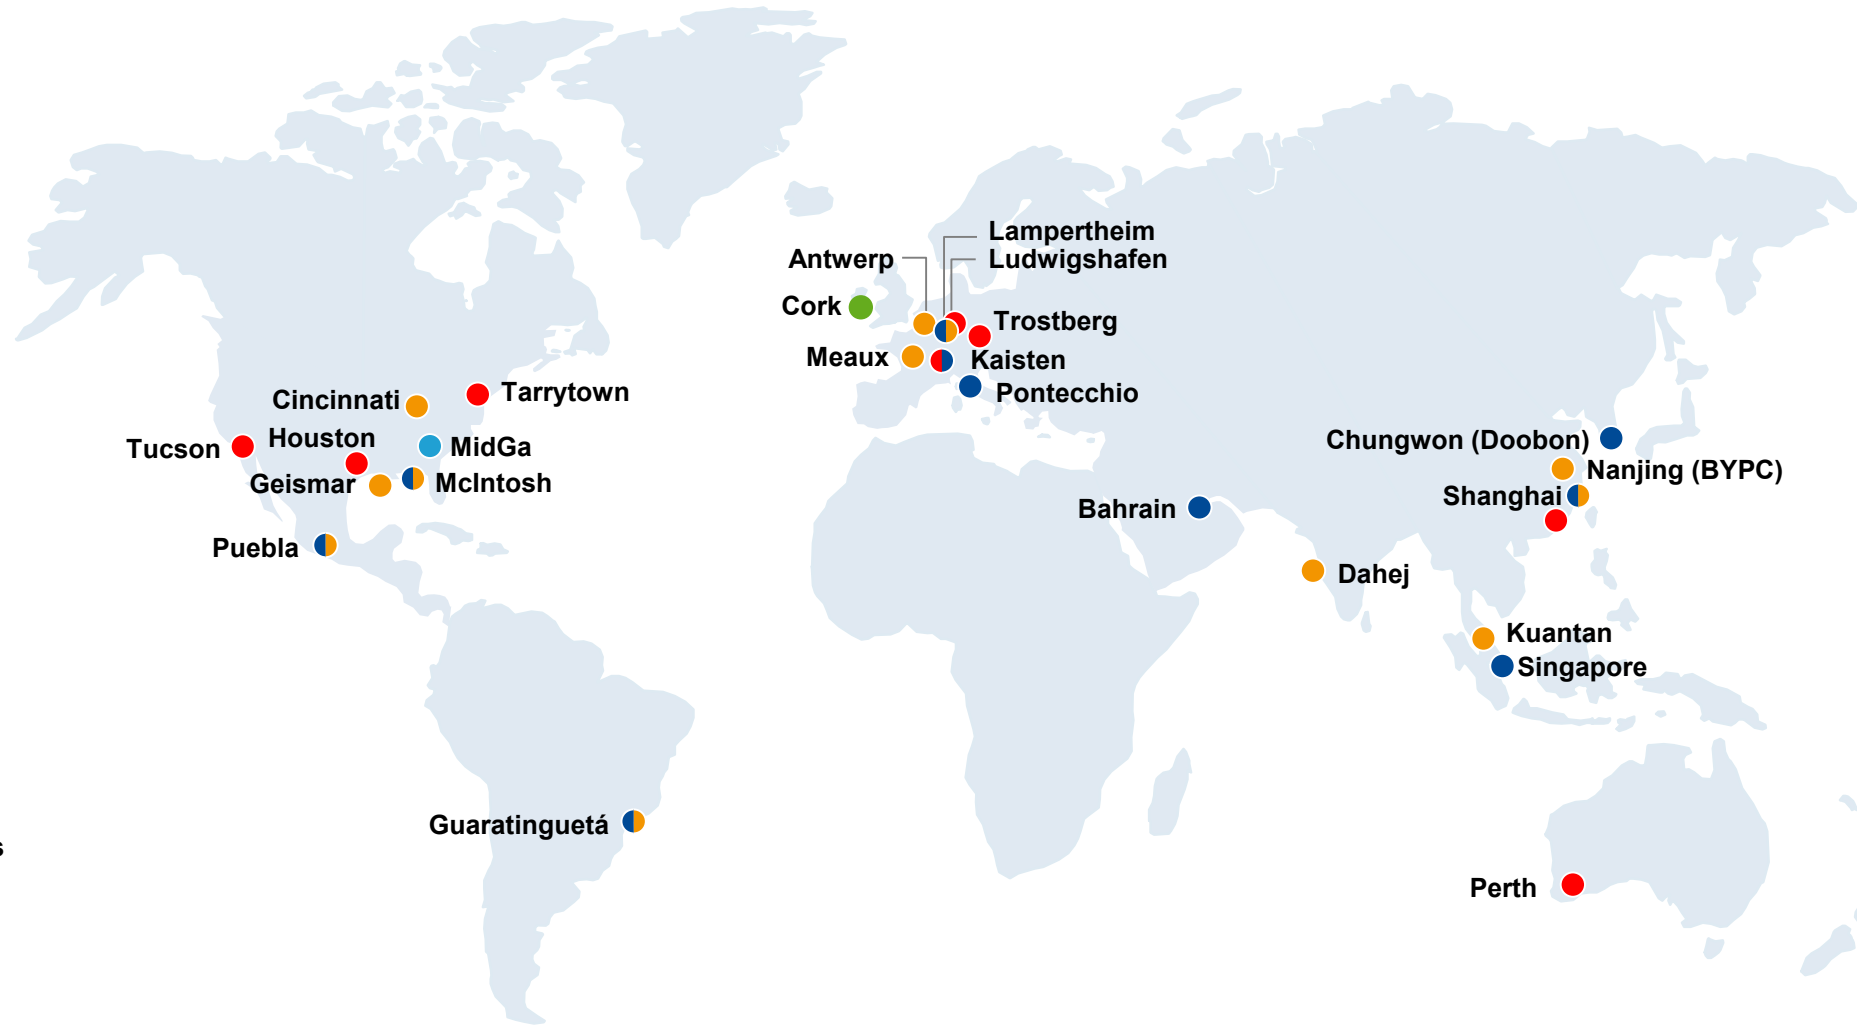 Lampertheim
Antwerp
Ludwigshafen
Cork
Trostberg
Meaux
Kaisten
Pontecchio
Cincinnati
Tarrytown
Houston
Tucson
MidGa
Geismar
McIntosh
Puebla
Chungwon (Doobon)
Nanjing (BYPC)
Shanghai
Bahrain
Dahej
Kuantan
Singapore
Guaratinguetá
Perth